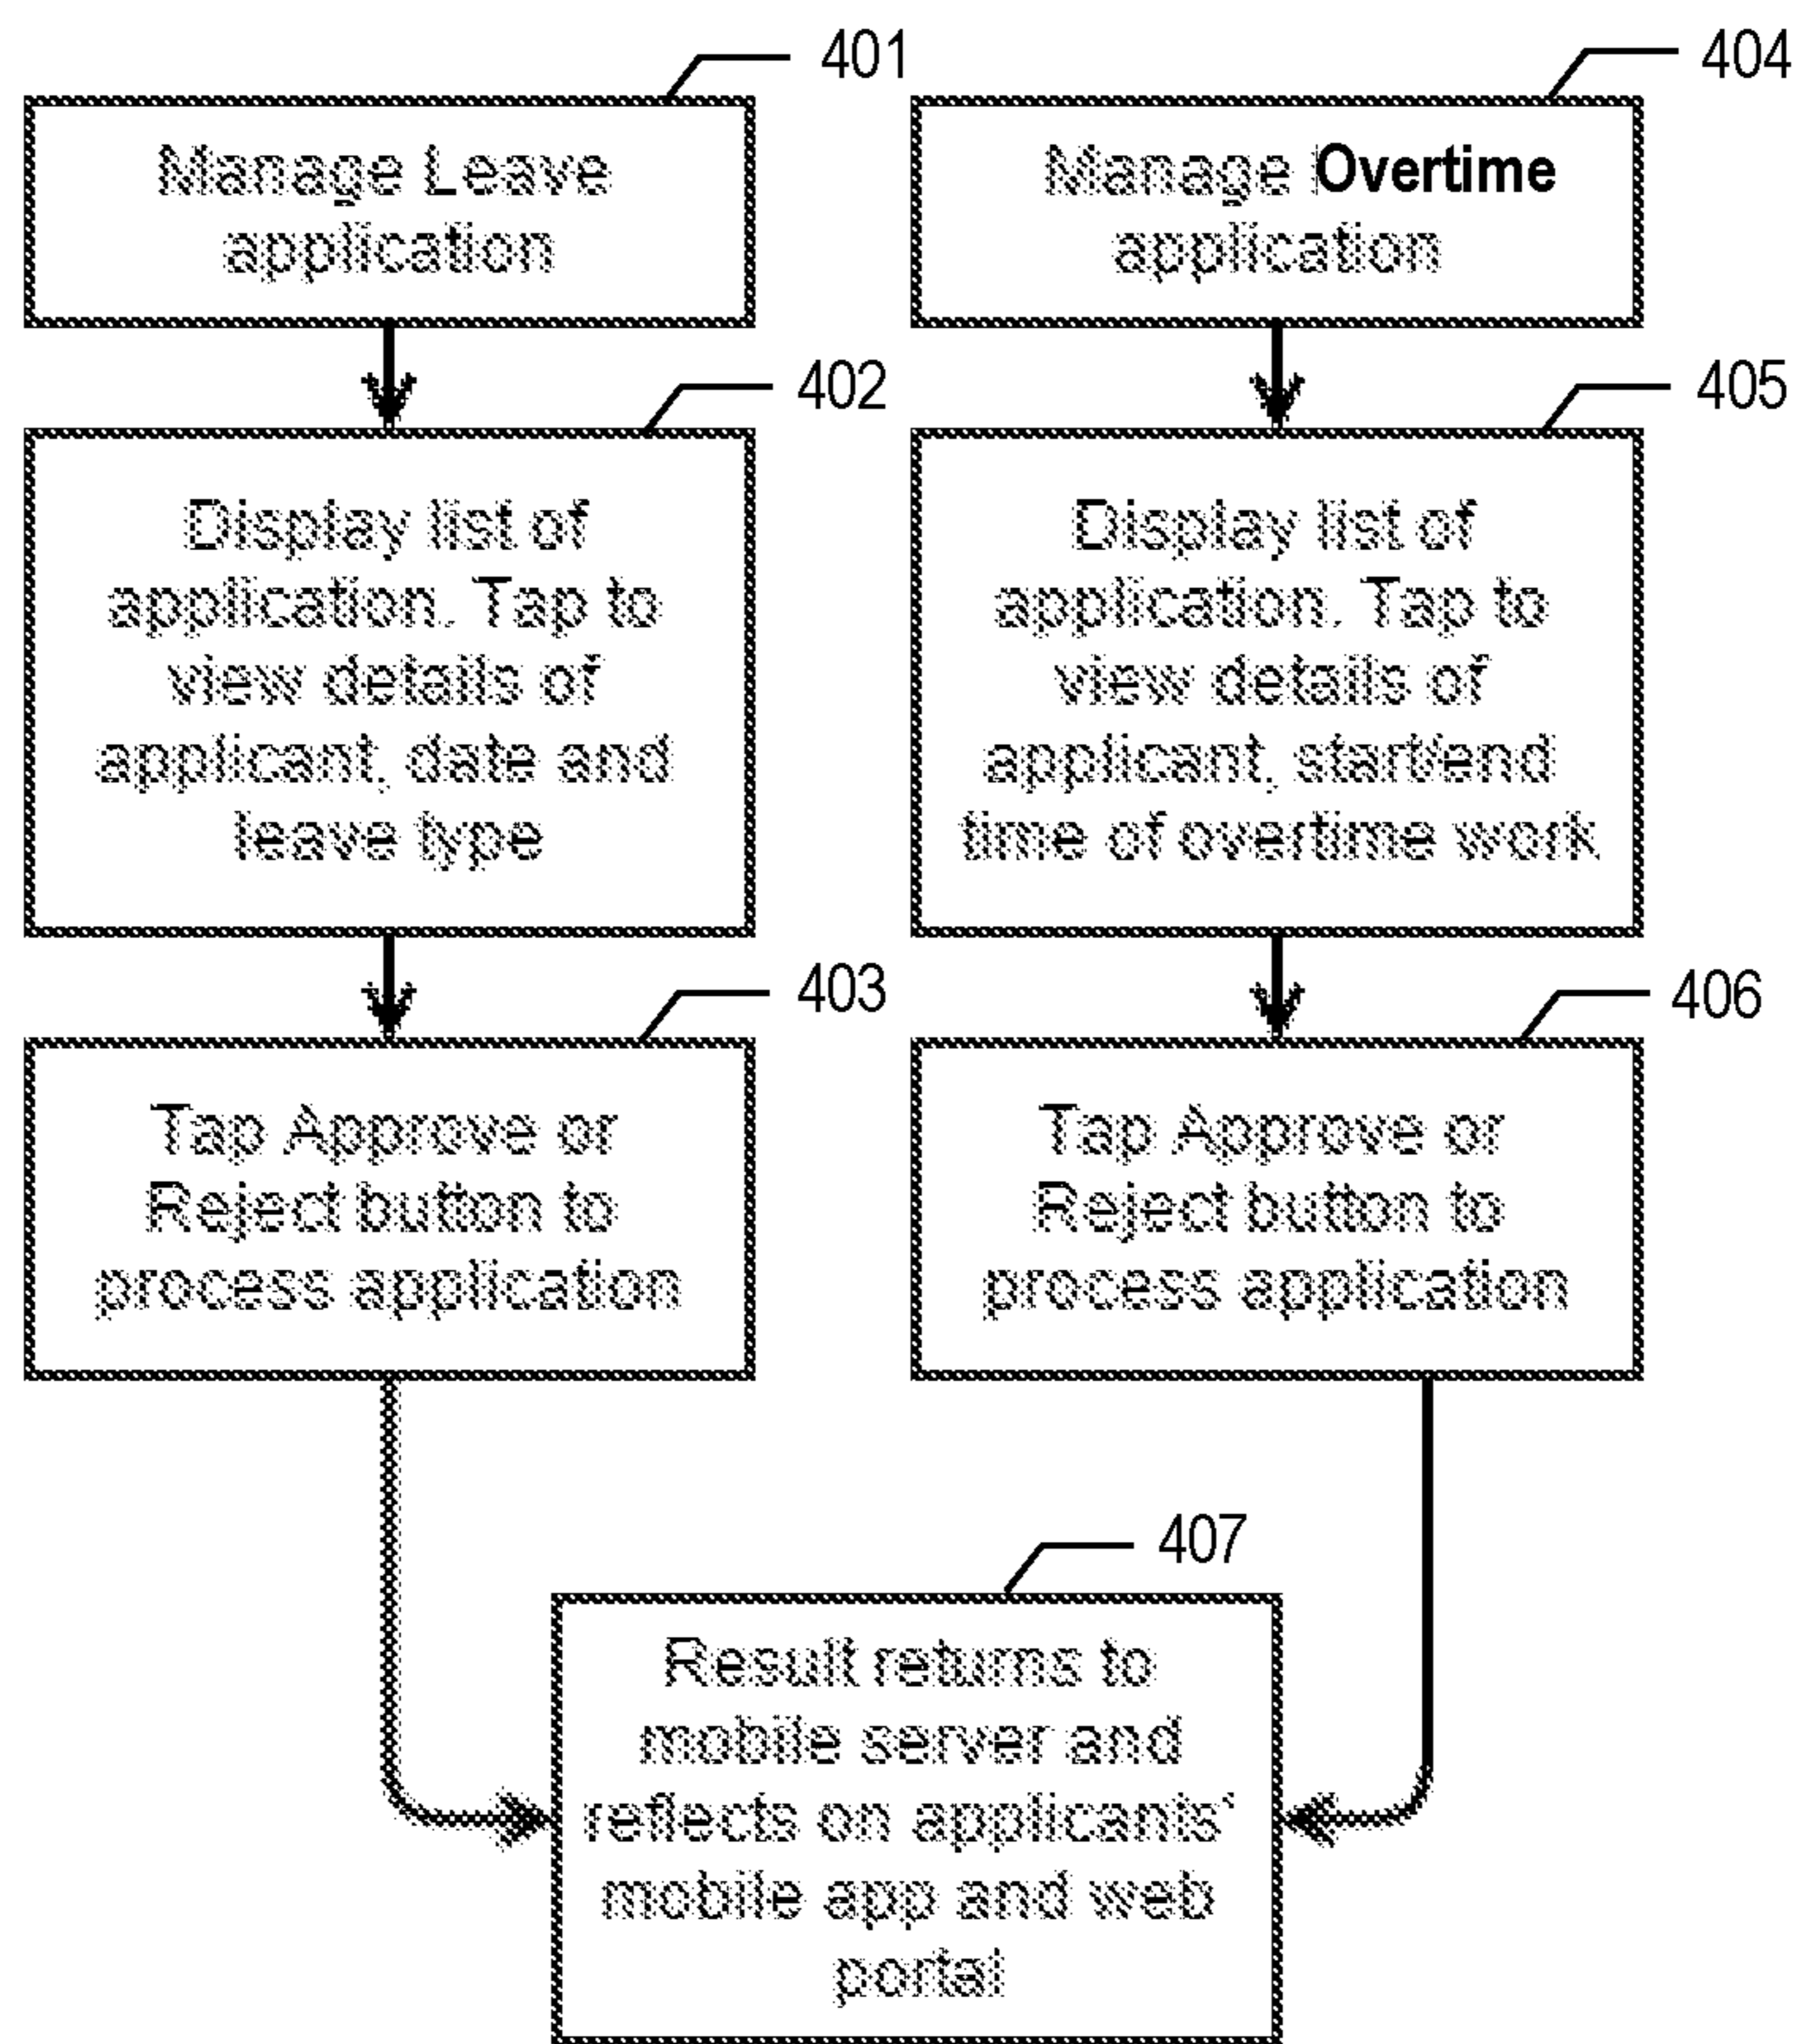 401
Manage Leave
application
402
Display list of
application. Tap to
view details of
applicant, date and
leave type
403
Tap Approve or
Reject button to
process application
404
Manage Overtime
application
405
Display list of
application. Tap to
view details of
applicant, start/end
time of overtime work
406
Tap Approve or
Reject button to
process application
407
Result returns to
mobile server and
reflects on applicants'
mobile app and web
portal